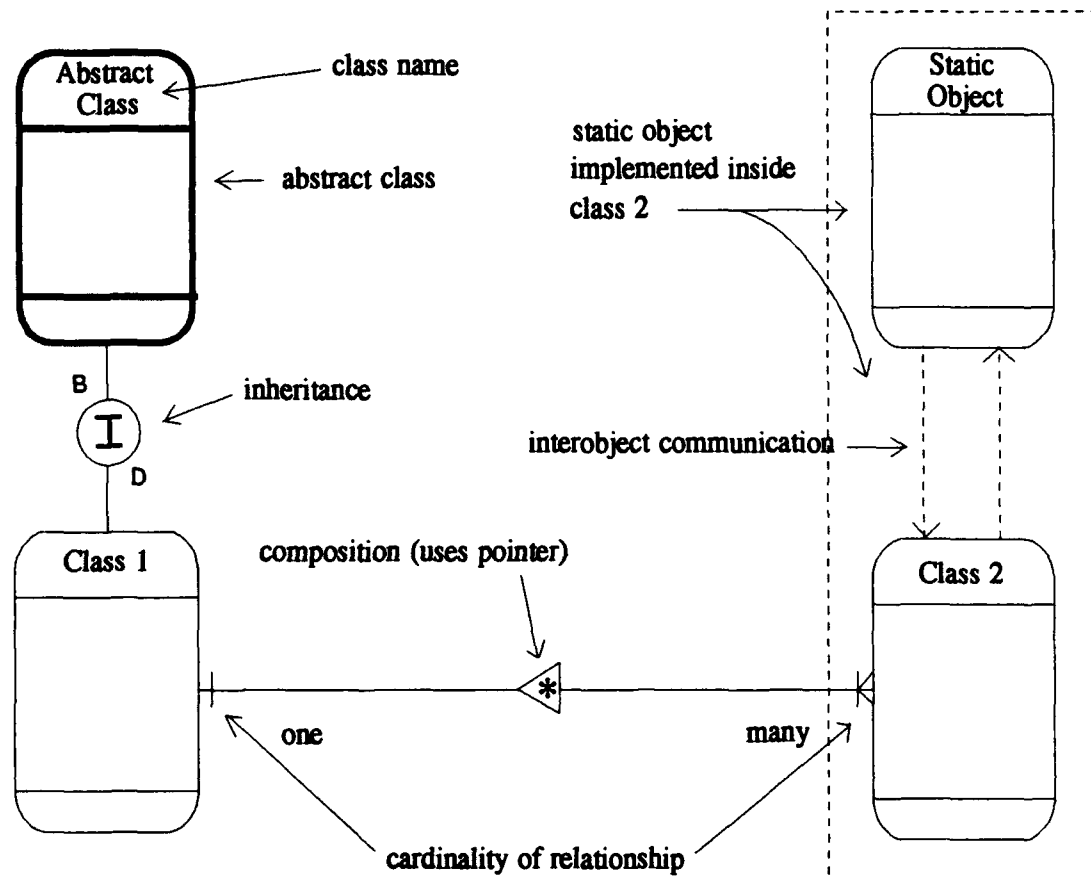 Abstract
Class
class name
abstract class
Static
Object
static object
implemented inside
class 2
B
I
D
inheritance
interobject communication
Class 1
composition (uses pointer)
Class 2
*
one
many
cardinality of relationship